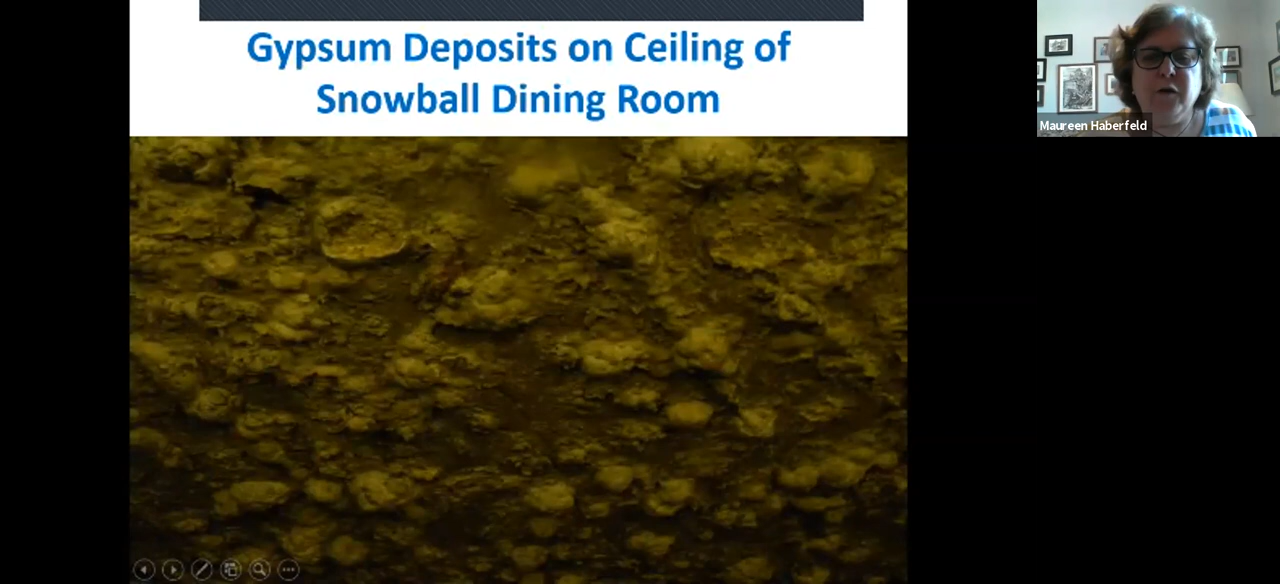 Gypsum Deposits on Ceiling of
Snowball Dining Room
Maureen Haberfeld